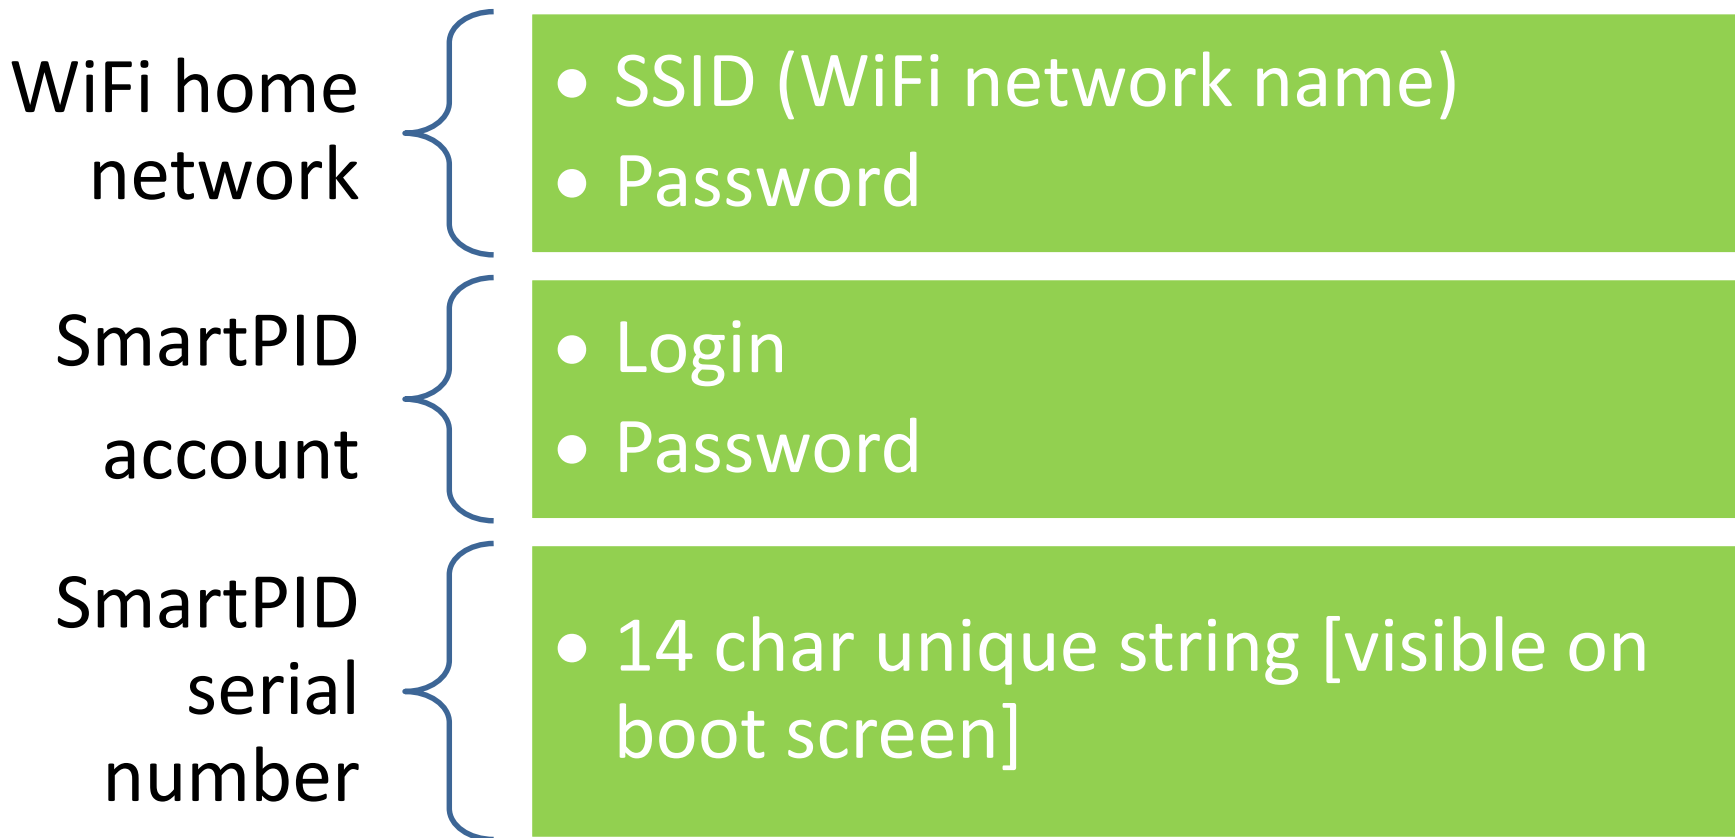 WiFi home
network
• SSID (WiFi network name)
• Password
SmartPID
account
• Login
• Password
SmartPID
serial
number
• 14 char unique string [visible on
boot screen]